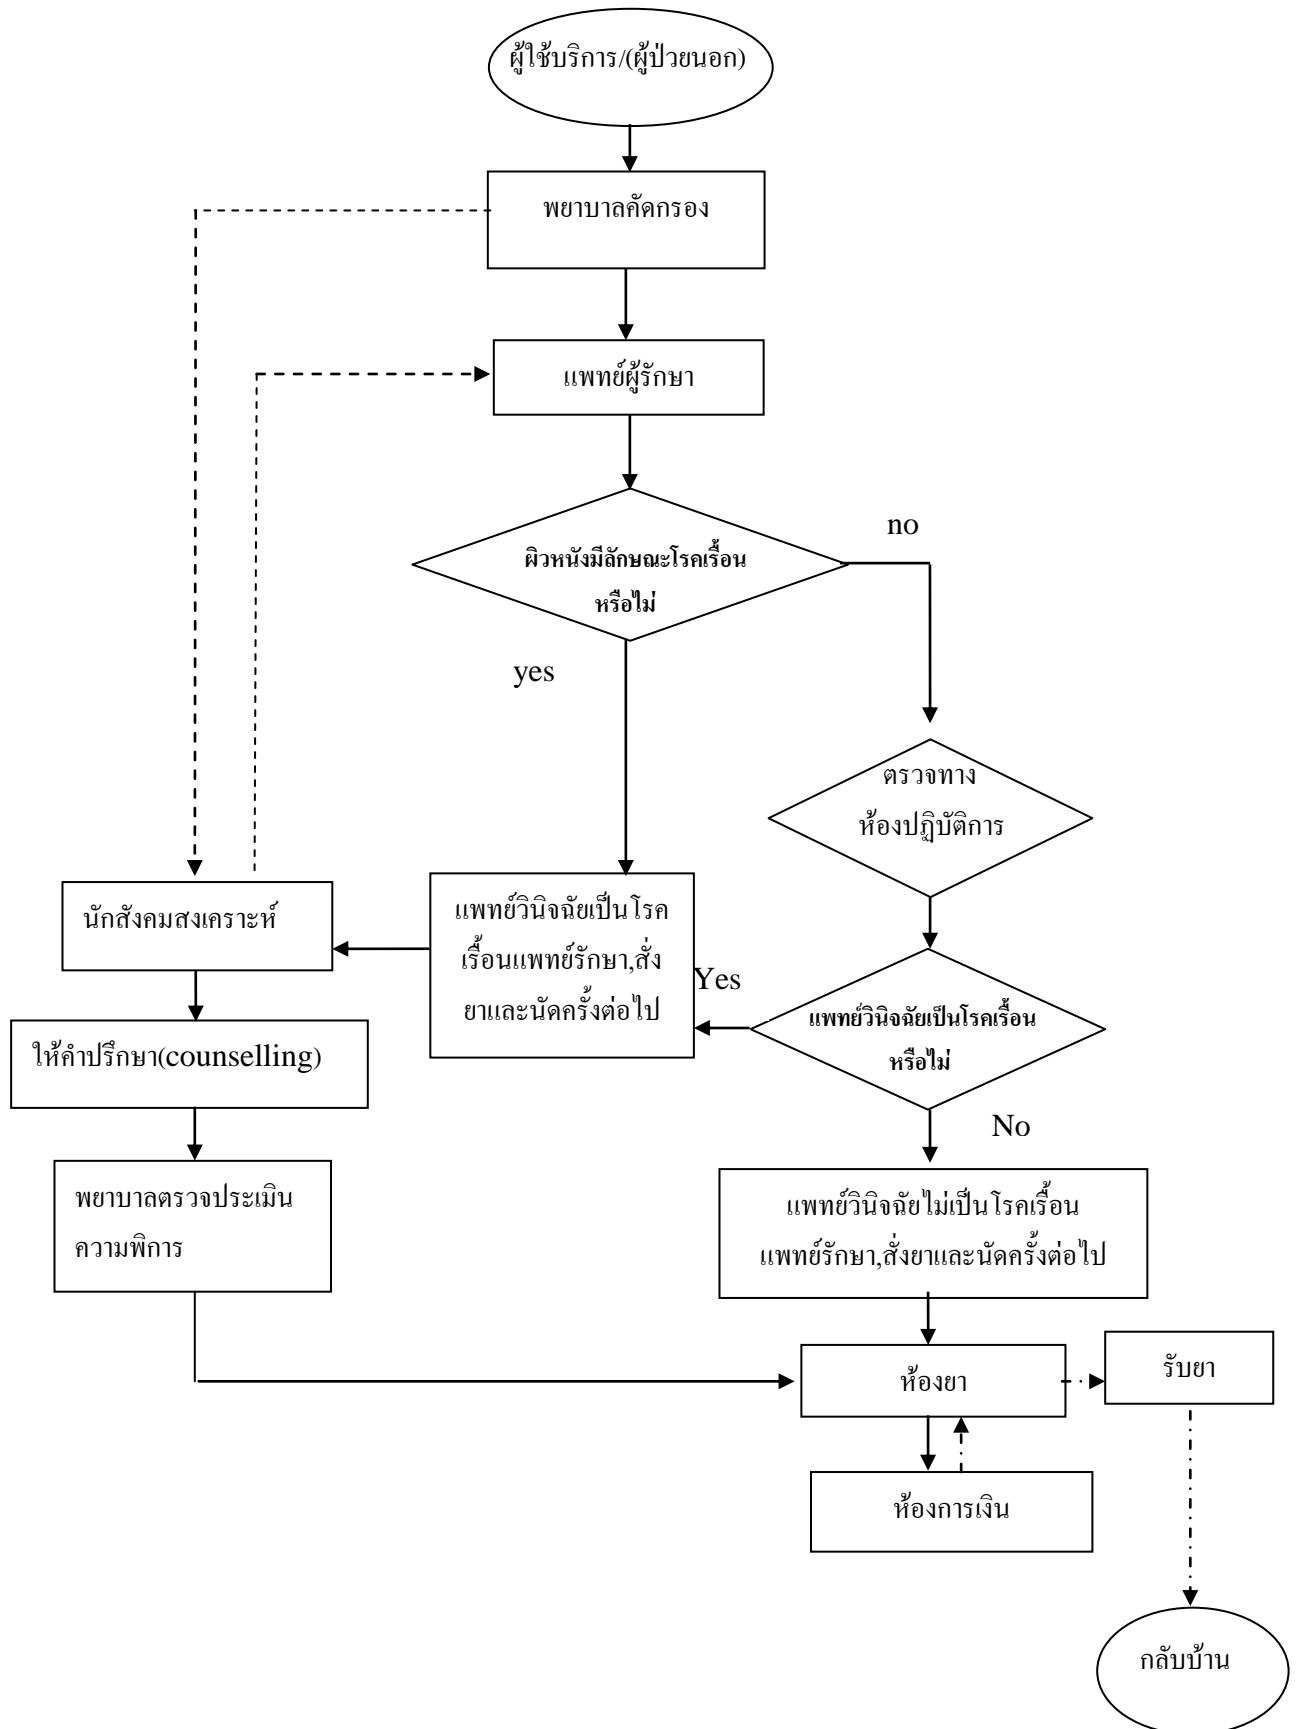 ผู้ใช้บริการ/(ผู้ป่วยนอก)
พยาบาลคัดกรอง
แพทย์ผู้รักษา
no
ผิวหนังมีลักษณะโรคเรื้อน
หรือไม่
yes
ตรวจทาง
ห้องปฏิบัติการ
นักสังคมสงเคราะห์
แพทย์วินิจฉัยเป็นโรค
เรื้อนแพทย์รักษา,สั่ง
ยาและนัดครั้งต่อไป
Yes
แพทย์วินิจฉัยเป็นโรคเรื้อน
หรือไม่
ให้คำปรึกษา(counselling)
No
พยาบาลตรวจประเมิน
ความพิการ
แพทย์วินิจฉัยไม่เป็นโรคเรื้อน
แพทย์รักษา,สั่งยาและนัดครั้งต่อไป
ห้องยา
รับยา
ห้องการเงิน
กลับบ้าน